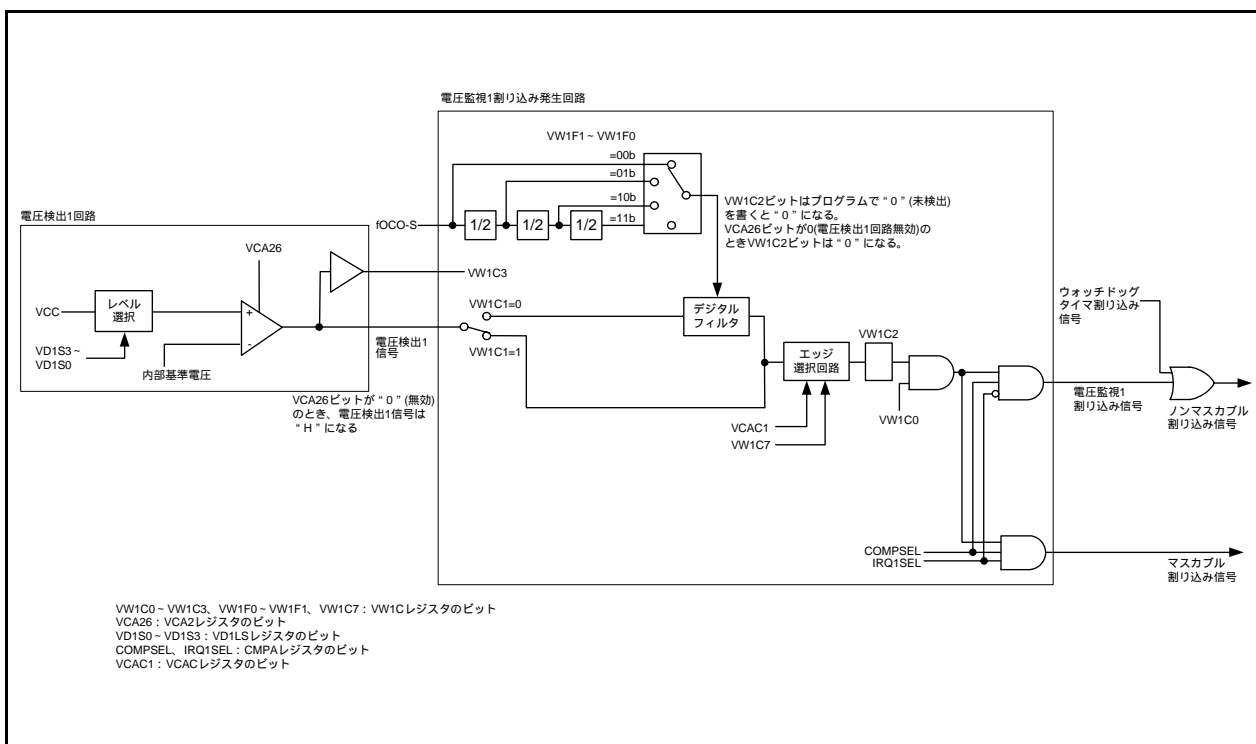 電圧監視1割り込み発生回路
VW1F1 ~ VW1F0
=00b
=01b
=10b
=11b
fOCO-S
1/2
1/2
1/2
VW1C2ビットはプログラムで“0”(未検出)
を書くと“0”になる。
VCA26ビットが0(電圧検出1回路無効)の
ときVW1C2ビットは“0”になる。
電圧検出1回路
VCA26
VW1C3
VCC
レベル
選択
+
-
VD1S3 ~
VD1S0
内部基準電圧
電圧検出1
信号
VW1C1=0
VW1C1=1
デジタル
フィルタ
エッジ
選択回路
VW1C2
VCAC1
VW1C7
VW1C0
ウォッチドッグ
タイマ割り込み
信号
電圧監視1
割り込み信号
ノンマスカブル
割り込み信号
VCA26ビットが“0”(無効)
のとき、電圧検出1信号は
“H”になる
COMPSEL
IRQ1SEL
マスカブル
割り込み信号
VW1C0 ~ VW1C3、VW1F0 ~ VW1F1、VW1C7 : VW1Cレジスタのビット
VCA26 : VCA2レジスタのビット
VD1S0 ~ VD1S3 : VD1LSレジスタのビット
COMPSEL、IRQ1SEL : CMPAレジスタのビット
VCAC1 : VCACレジスタのビット